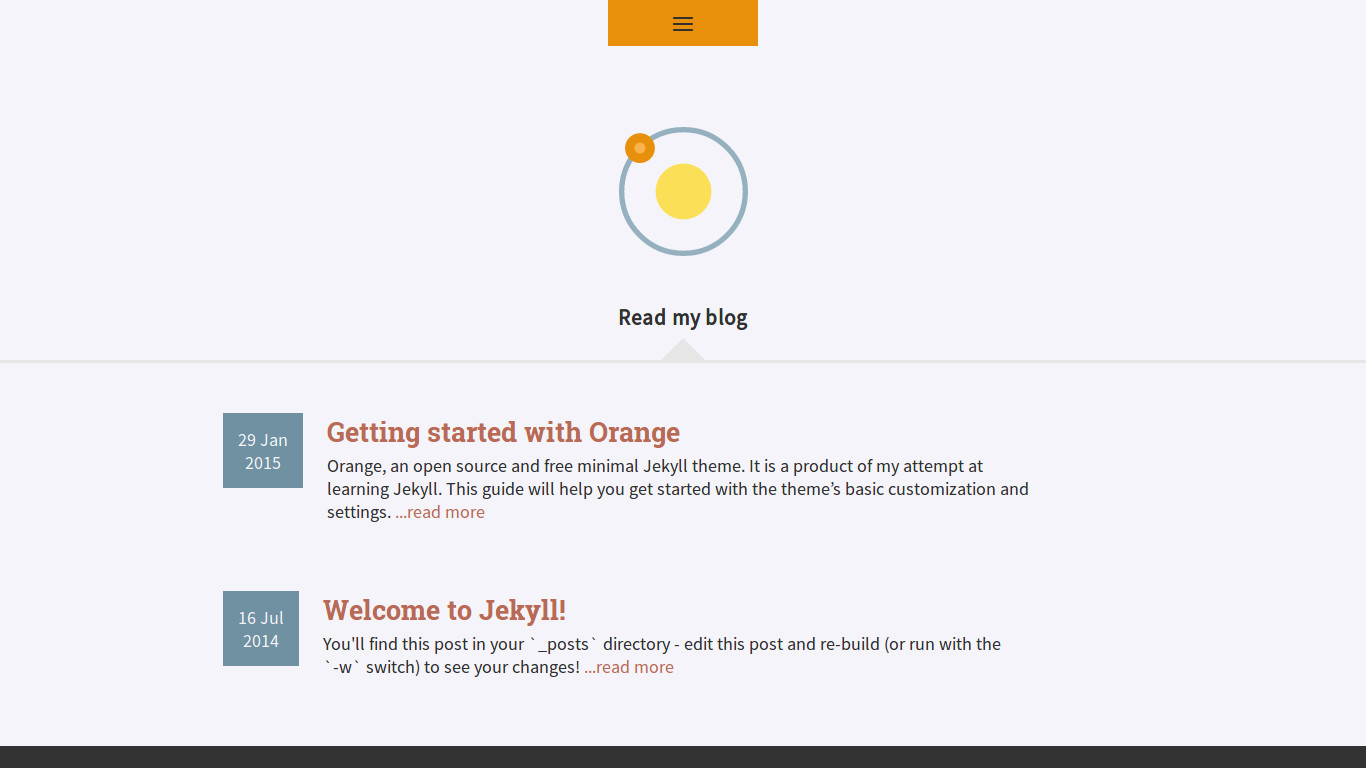 Read my blog
29 Jan
2015
Getting started with Orange
Orange, an open source and free minimal Jekyll theme. It is a product of my attempt at
learning Jekyll. This guide will help you get started with the theme’s basic customization and
settings. ...read more
16 Jul
2014
Welcome to Jekyll!
You'll find this post in your `_posts` directory - edit this post and re-build (or run with the
`-w` switch) to see your changes! ...read more